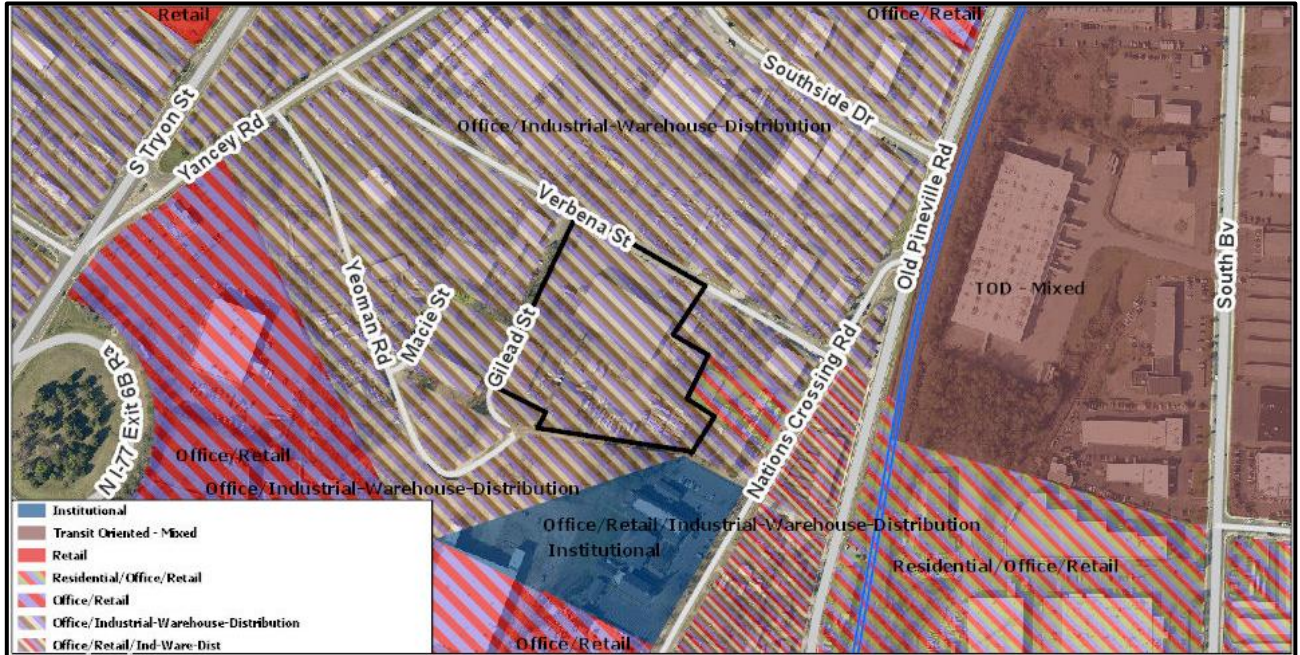 Retail
Office/Retail
S Tryon St
Yancey Rd
Southside Dr
Office/Industrial-Warehouse-Distribution
Old Pineville Rd
Verbena St
South Bv
TOD - Mixed
Yeoman Rd
Macie St
Gilead St
N I-77 Exit 6B Ra
Nations Crossing Rd
Office/Retail
Office/Industrial-Warehouse-Distribution
Office/Retail/Industrial-Warehouse-Distribution
Institutional
Residential/Office/Retail
Office/Retail
Institutional
Transit Oriented - Mixed
Retail
Residential/Office/Retail
Office/Retail
Office/Industrial-Warehouse-Distribution
Office/Retail/Ind-Ware-Dist